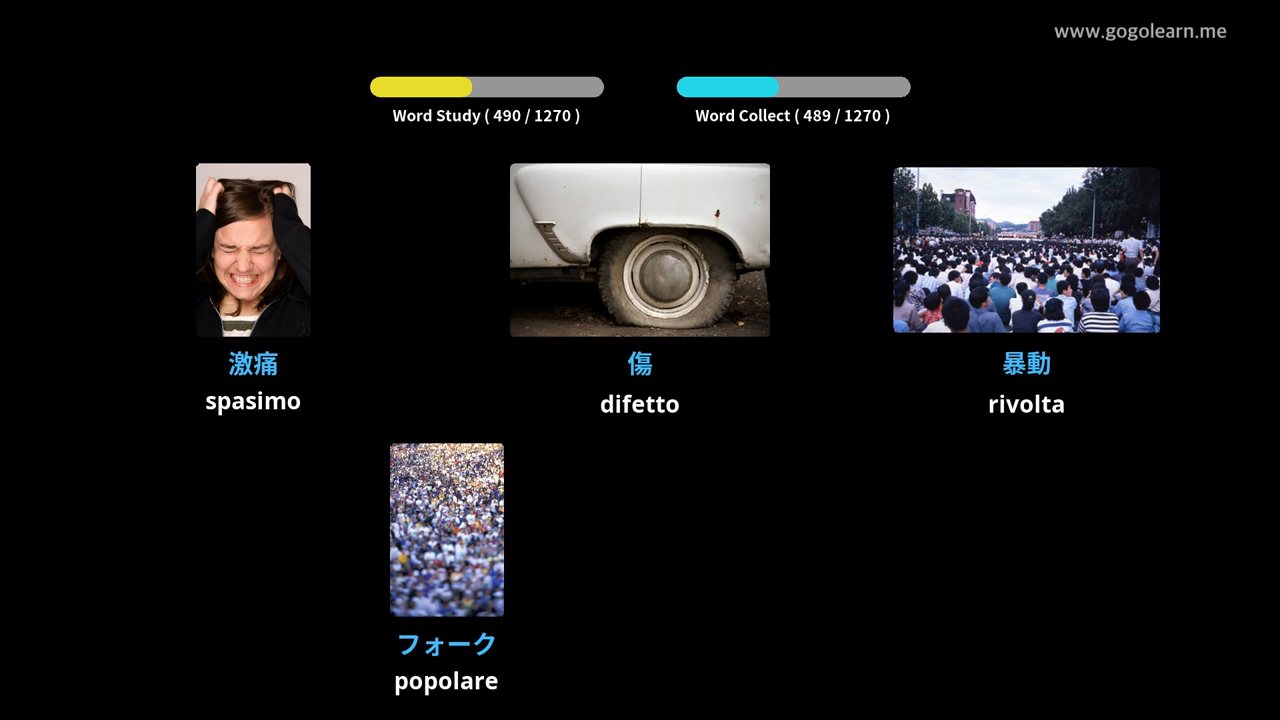 www.gogolearn.me
Word Study ( 490 / 1270 )
Word Collect ( 489 / 1270 )
激痛
spasimo
傷
difetto
暴動
rivolta
フォーク
popolare